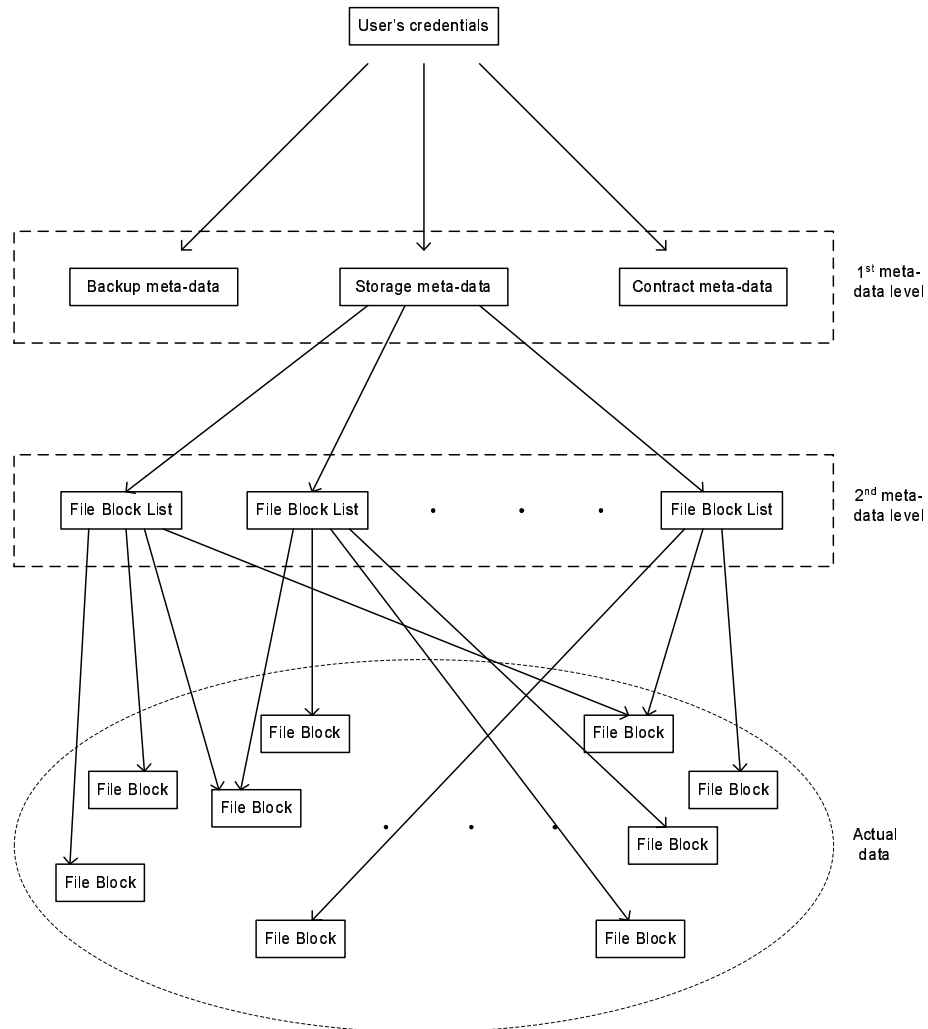 User's credentials
Backup meta-data
Storage meta-data
Contract meta-data
1st meta-
data level
File Block List
File Block List
File Block List
2nd meta-
data level
File Block
File Block
File Block
File Block
File Block
File Block
File Block
File Block
File Block
Actual
data